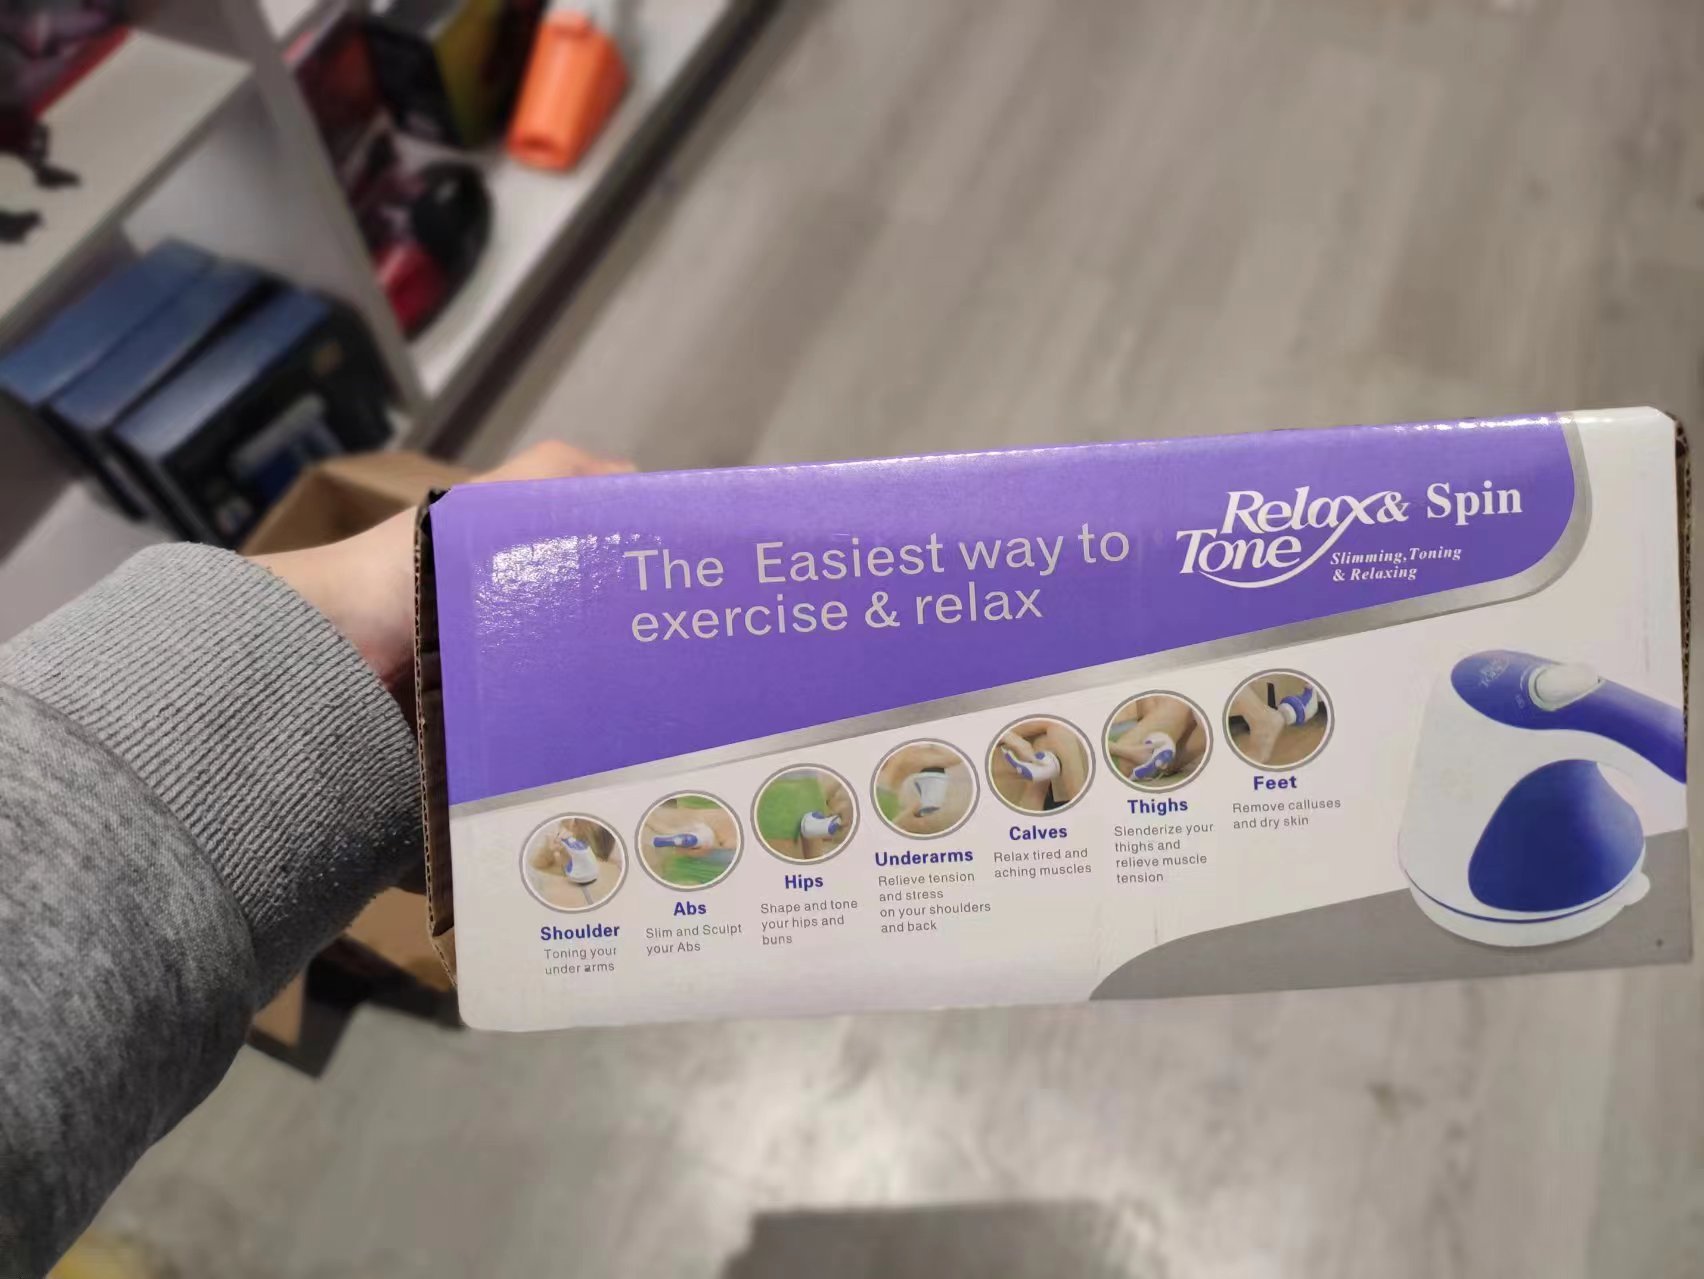 The Easiest way to
exercise & relax
Relax & Spin
Tone
Slimming, Toning
& Relaxing
Shoulder
Toning your
under arms
Abs
Slim and Sculpt
your Abs
Hips
Shape and tone
your hips and
buns
Underarms
Relieve tension
and stress
on your shoulders
and back
Calves
Relax tired and
aching muscles
Thighs
Slenderize your
thighs and
relieve muscle
tension
Feet
Remove calluses
and dry skin